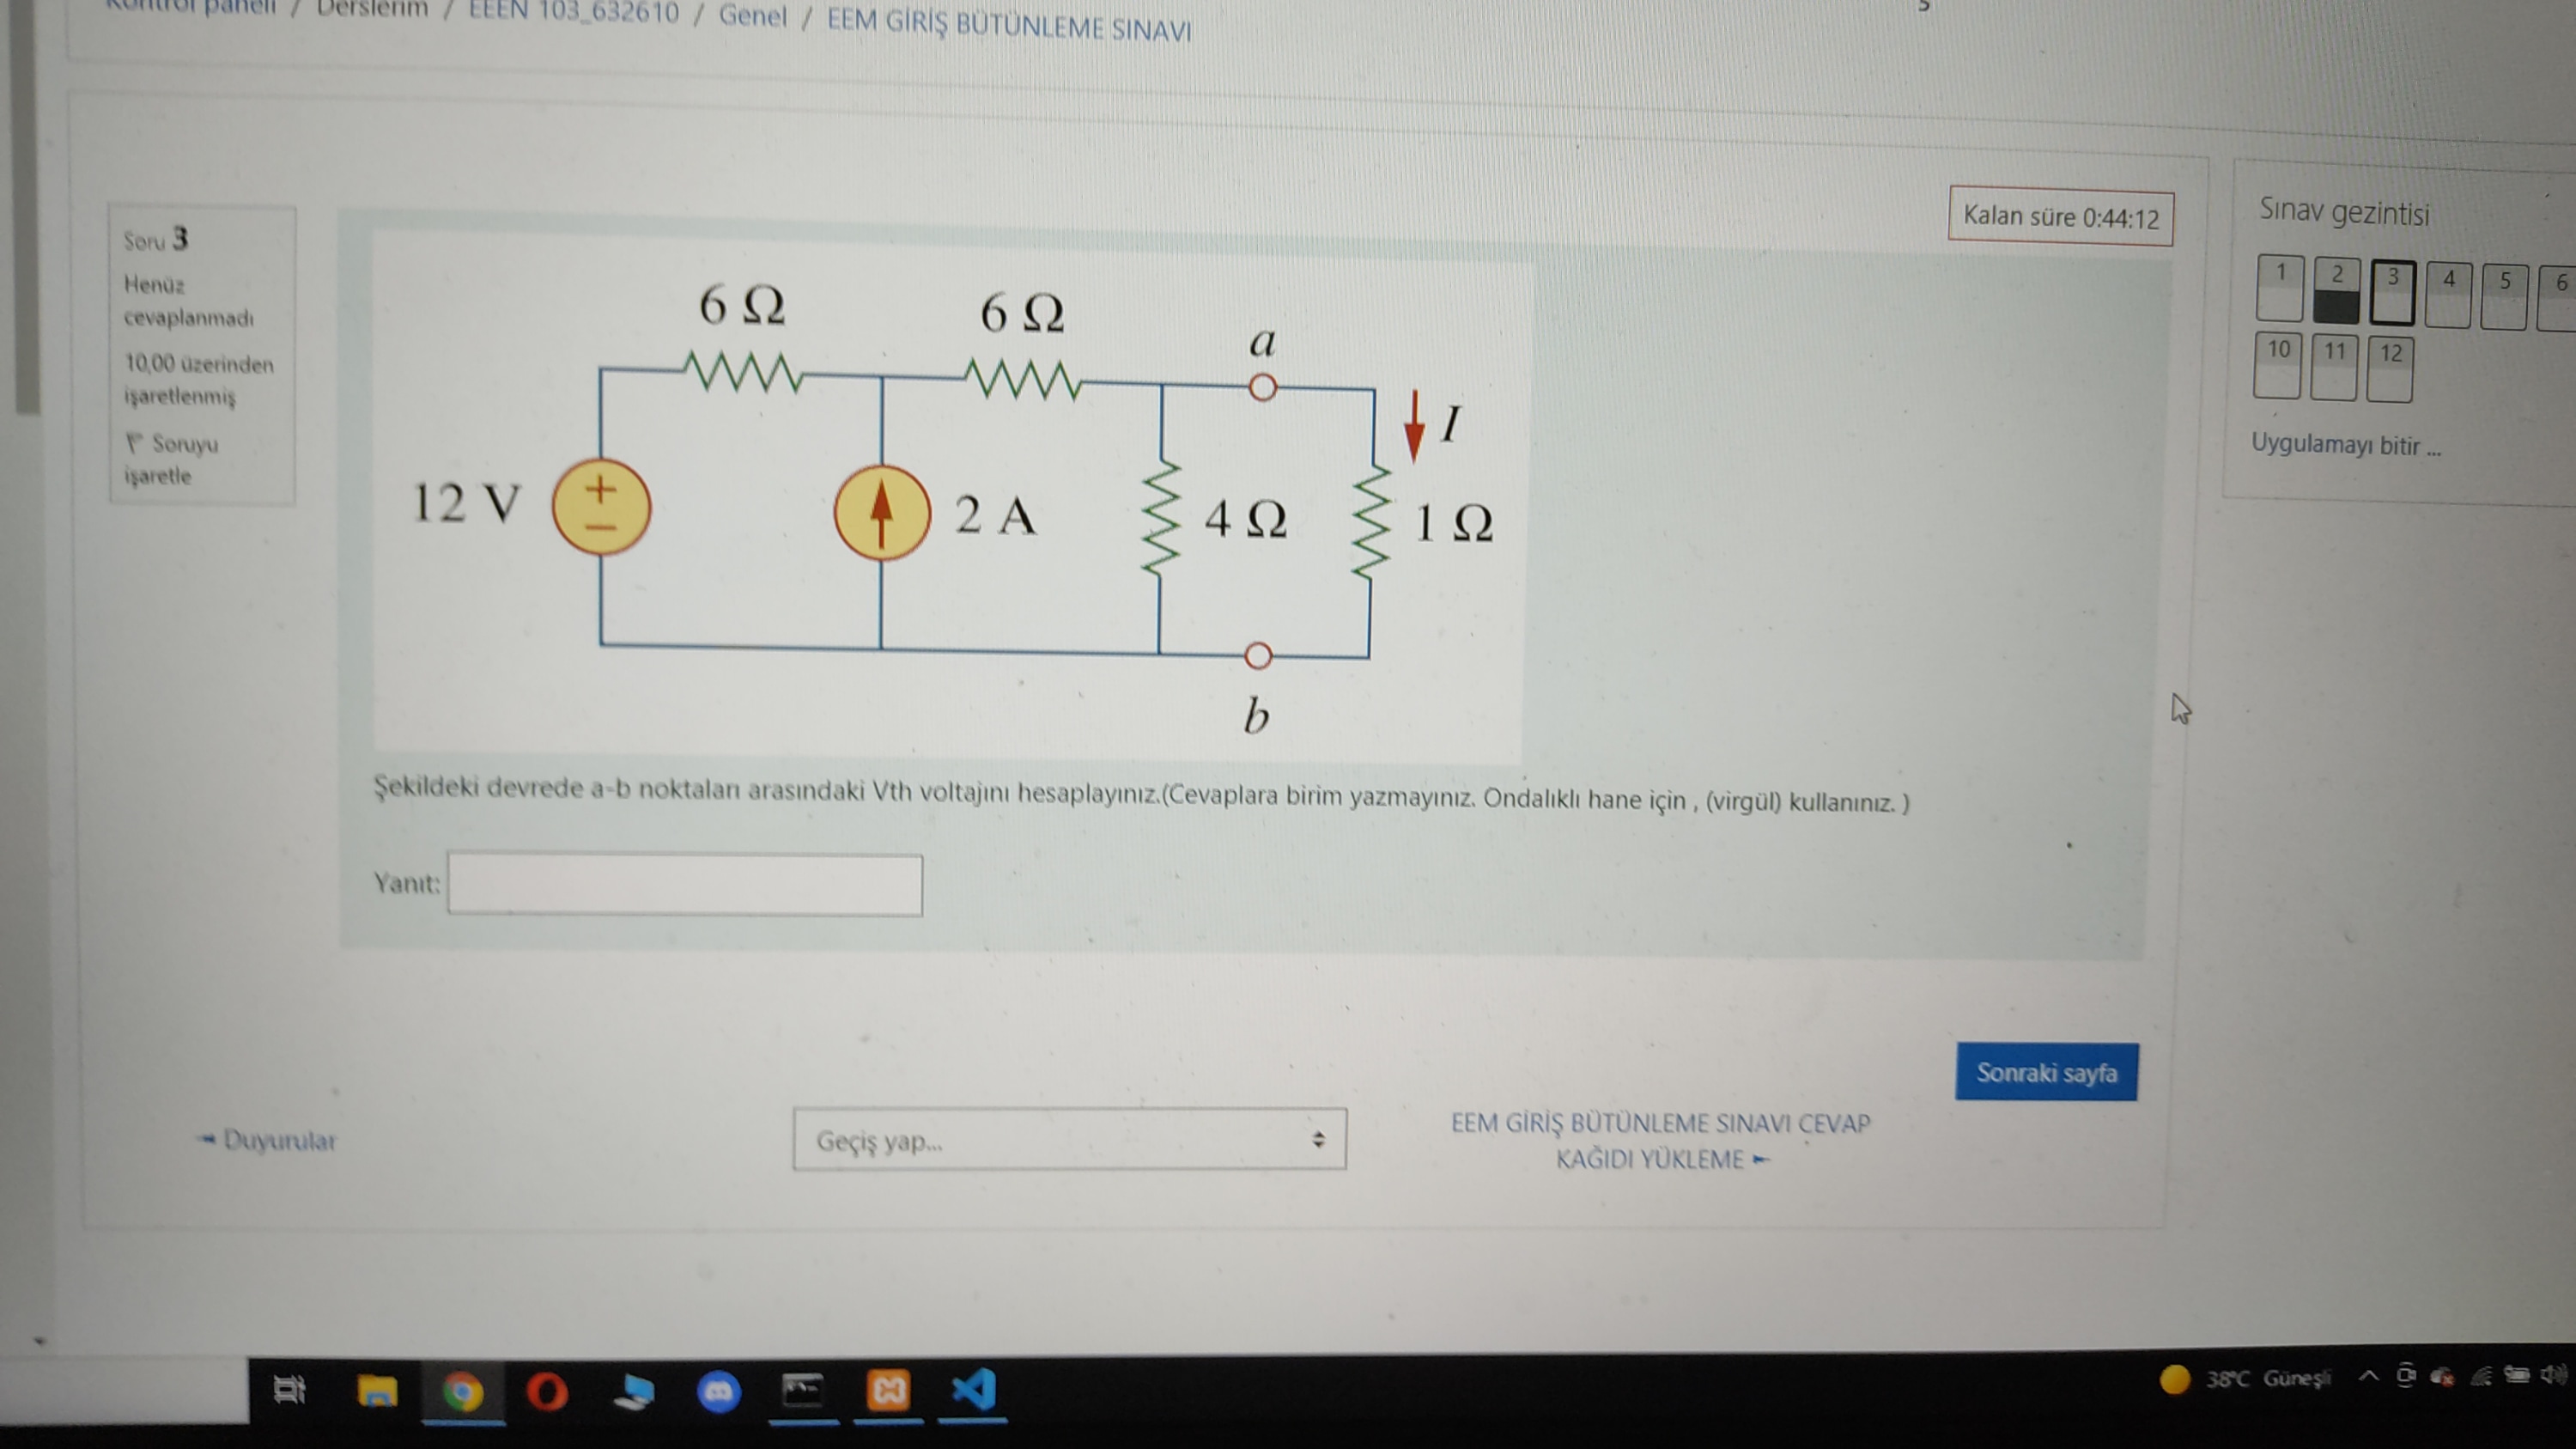 Kontrol paneli / Derslerim / EEEN 103_632610 / Genel / EEM GİRİŞ BÜTÜNLEME SINAVI
Soru 3
Henüz
cevaplanmadı
10,00 üzerinden
işaretlenmiş
Soruyu
işaretle
Kalan süre 0:44:12
6 Ω
6 Ω
a
I
12 V
+
−
2 A
4 Ω
1 Ω
b
Şekildeki devrede a-b noktaları arasındaki Vth voltajını hesaplayınız.(Cevaplara birim yazmayınız. Ondalıklı hane için , (virgül) kullanınız. )
Yanıt:
Sonraki sayfa
Duyurular
Geçiş yap...
EEM GİRİŞ BÜTÜNLEME SINAVI CEVAP
KAĞIDI YÜKLEME
Sınav gezintisi
1 2 3 4 5 6
10 11 12
Uygulamayı bitir ...
38°C Güneşli